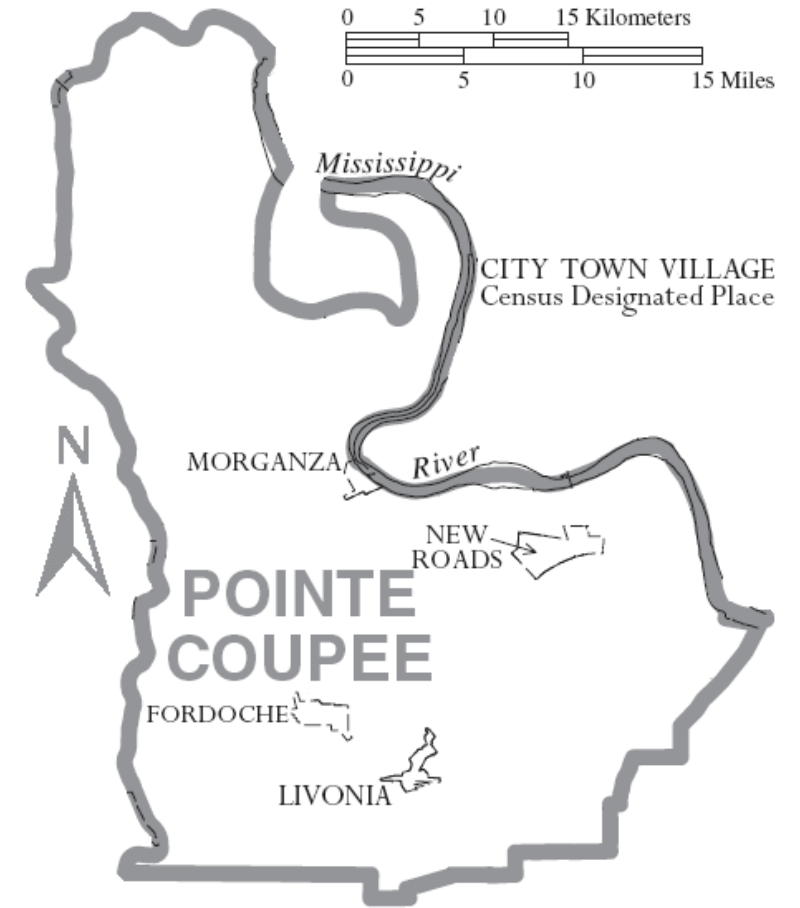 0 5 10 15 Kilometers
0 5 10 15 Miles
Mississippi
CITY TOWN VILLAGE
Census Designated Place
N
MORGANZA
River
NEW
ROADS
POINTE
COUPEE
FORDOCHE
LIVONIA